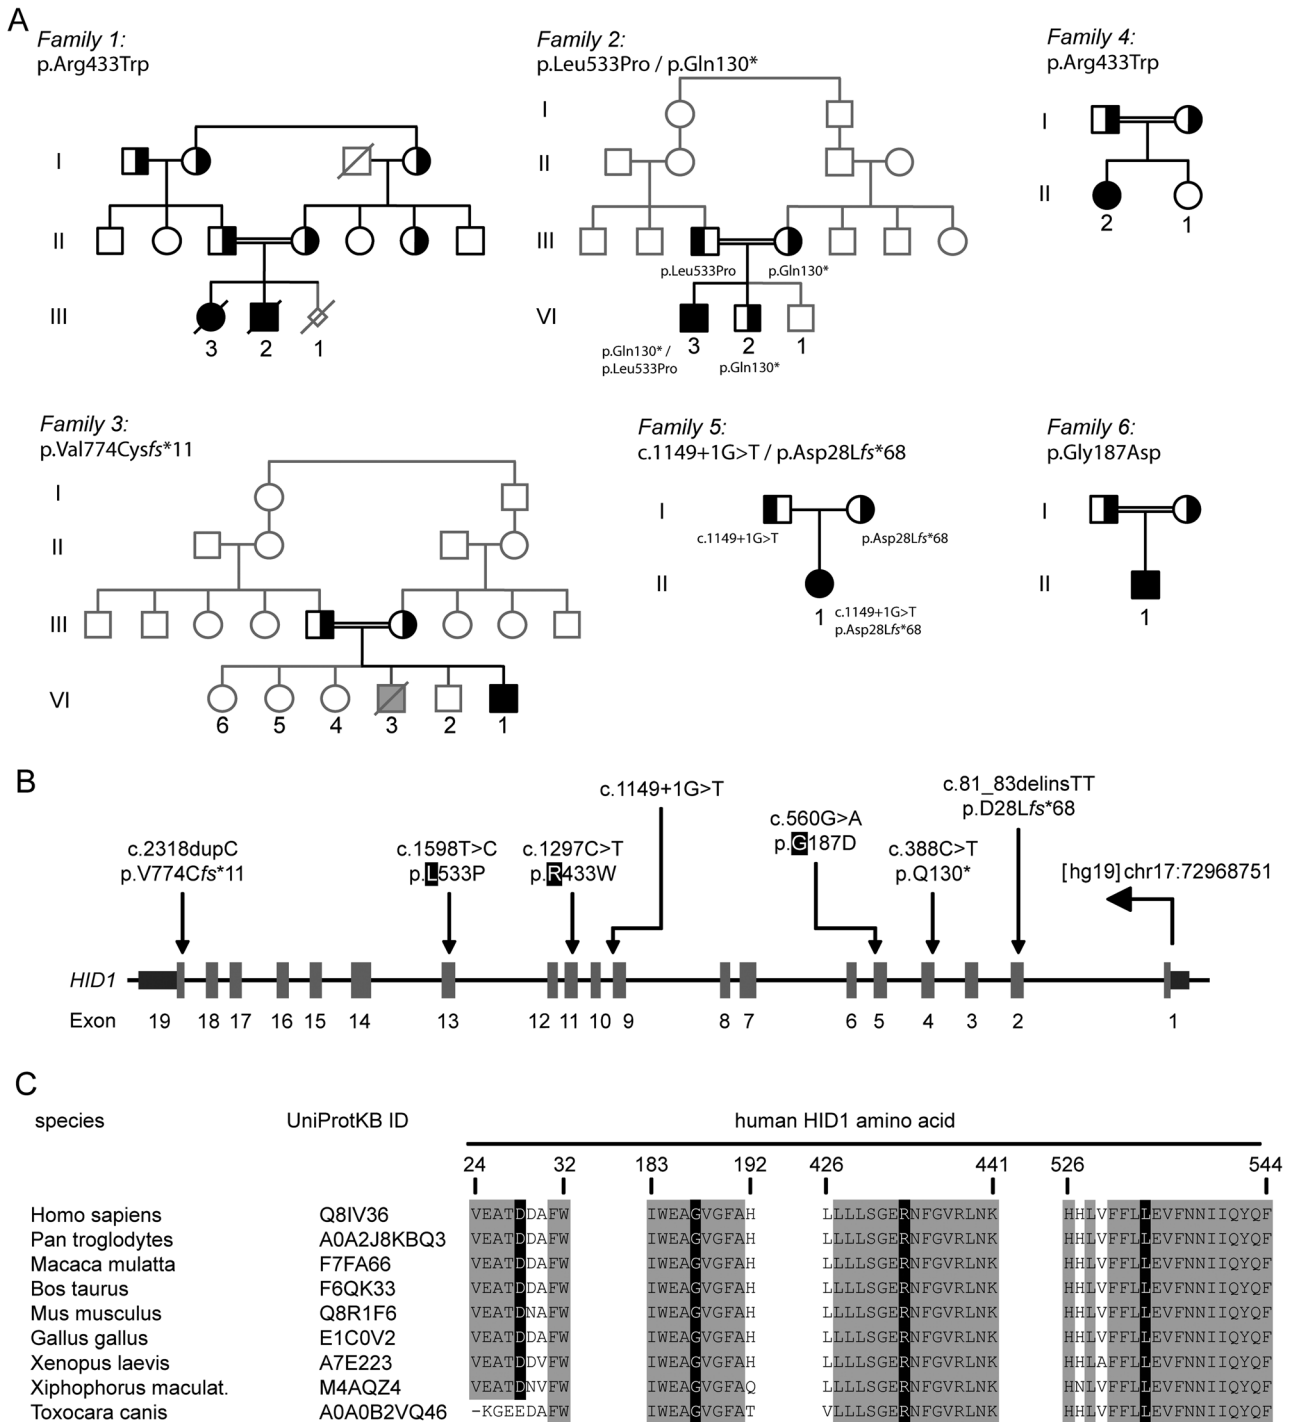 A
Family 1:
p.Arg433Trp
I
II
III
3 2 1
Family 2:
p.Leu533Pro / p.Gln130*
I
II
III
p.Leu533Pro p.Gln130*
VI
3 2 1
p.Gln130* /
p.Leu533Pro
p.Gln130*
Family 4:
p.Arg433Trp
I
II
2 1
Family 3:
p.Val774Cysfs*11
I
II
III
VI
6 5 4 3 2 1
Family 5:
c.1149+1G>T / p.Asp28Lfs*68
I
c.1149+1G>T p.Asp28Lfs*68
II
1 c.1149+1G>T
p.Asp28Lfs*68
Family 6:
p.Gly187Asp
I
II
1
B
c.2318dupC
p.V774Cfs*11
c.1598T>C
p.L533P
c.1297C>T
p.R433W
c.1149+1G>T
c.560G>A
p.G187D
c.388C>T
p.Q130*
c.81_83delinsTT
p.D28Lfs*68
[hg19]chr17:72968751
HID1
Exon 19 18 17 16 15 14 13 12 11 10 9 8 7 6 5 4 3 2 1
C
species UniProtKB ID human HID1 amino acid
24 32 183 192 426 441 526 544
Homo sapiens Q8IV36 VEATDDAFW IWEAGVGFAH LLLLSGERNFGVRLNK HHLVFFLLEVFNNIIQYQF
Pan troglodytes A0A2J8KBQ3 VEATDDAFW IWEAGVGFAH LLLLSGERNFGVRLNK HHLVFFLLEVFNNIIQYQF
Macaca mulatta F7FA66 VEATDDAFW IWEAGVGFAH LLLLSGERNFGVRLNK HHLVFFLLEVFNNIIQYQF
Bos taurus F6QK33 VEATDDAFW IWEAGVGFAH LLLLSGERNFGVRLNK HHLVFFLLEVFNNIIQYQF
Mus musculus Q8R1F6 VEATDNAFW IWEAGVGFAH LLLLSGERNFGVRLNK HHLVFFLLEVFNNIIQYQF
Gallus gallus E1C0V2 VEATDDAFW IWEAGVGFAH LLLLSGERNFGVRLNK HHLVFFLLEVFNNIIQYQF
Xenopus laevis A7E223 VEATDDVFW IWEAGVGFAH LLLLSGERNFGVRLNK HHLAFFLLEVFNNIIQYQF
Xiphophorus maculat. M4AQZ4 VEATDNVFW IWEAGVGFAQ LLLLSGERNFGVRLNK HNLVFFLLEVFNNIIQYQF
Toxocara canis A0A0B2VQ46 -KGEEDAFW IWEAGVGFAT VLLLSGERNFGVRLNK HHLVFFLLEVFNNIIQYQF